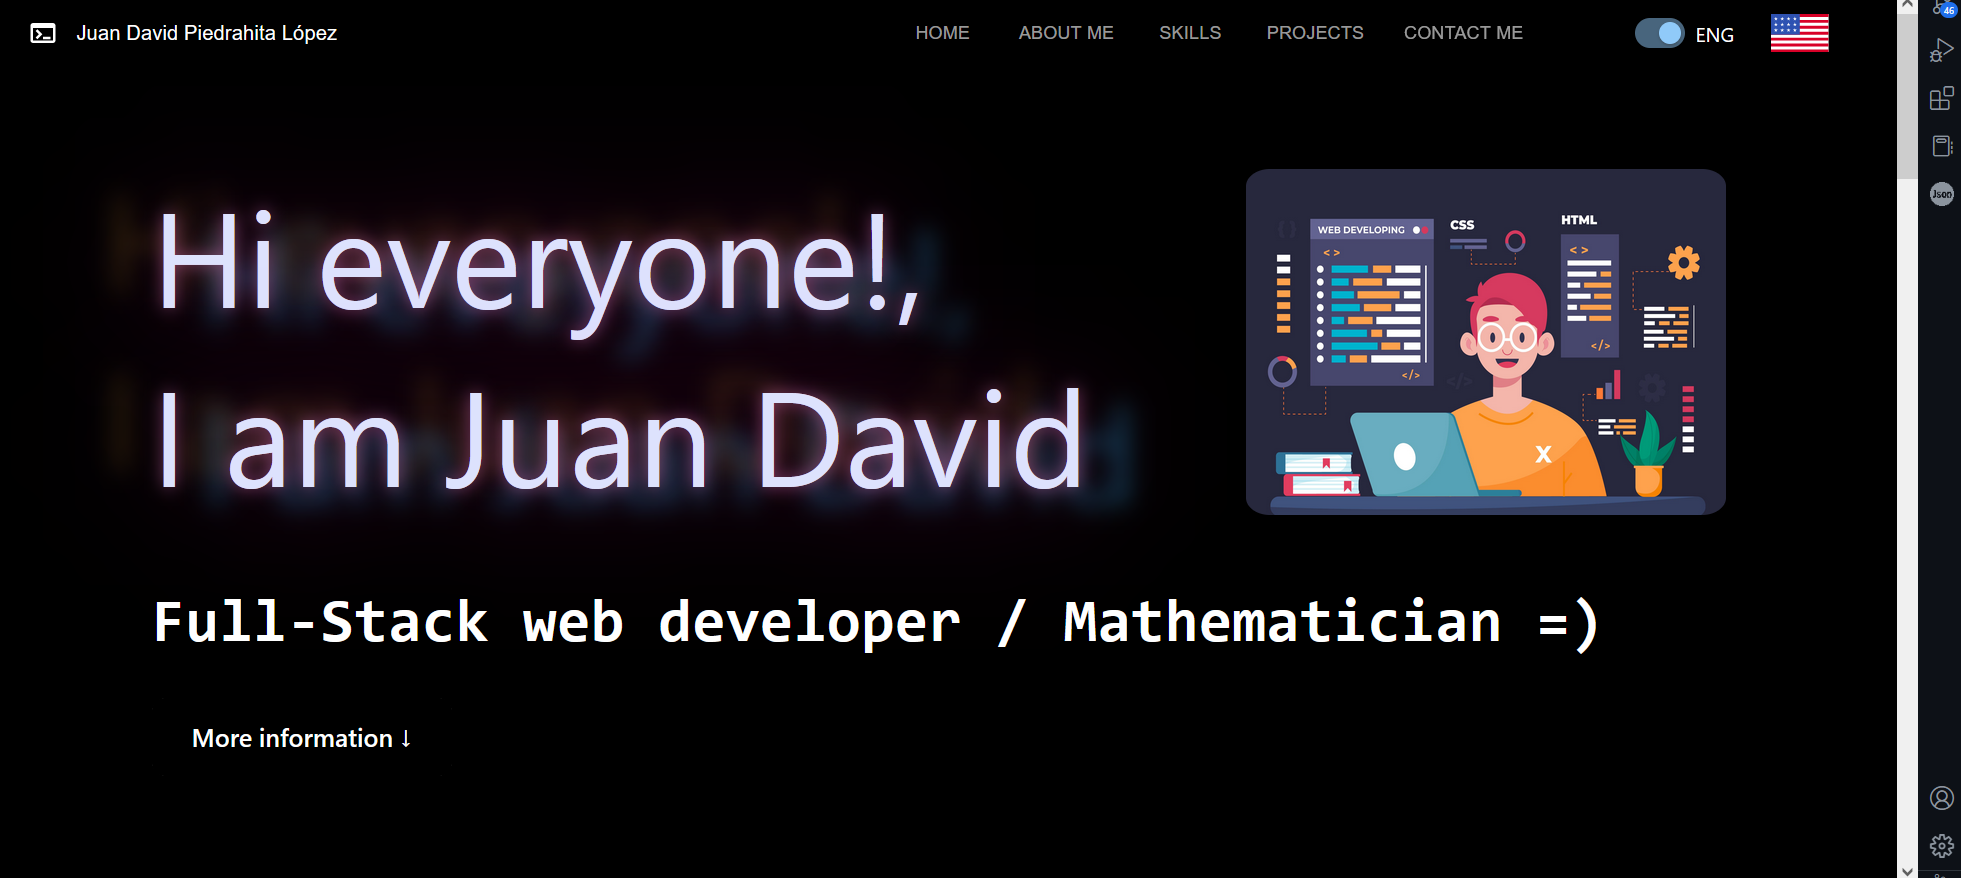 Juan David Piedrahita López
HOME ABOUT ME SKILLS PROJECTS CONTACT ME ENG
46
Json
Hi everyone!,
I am Juan David
WEB DEVELOPING
< >
</>
CSS
HTML
< >
</>
</>
X
Full-Stack web developer / Mathematician =)
More information ↓